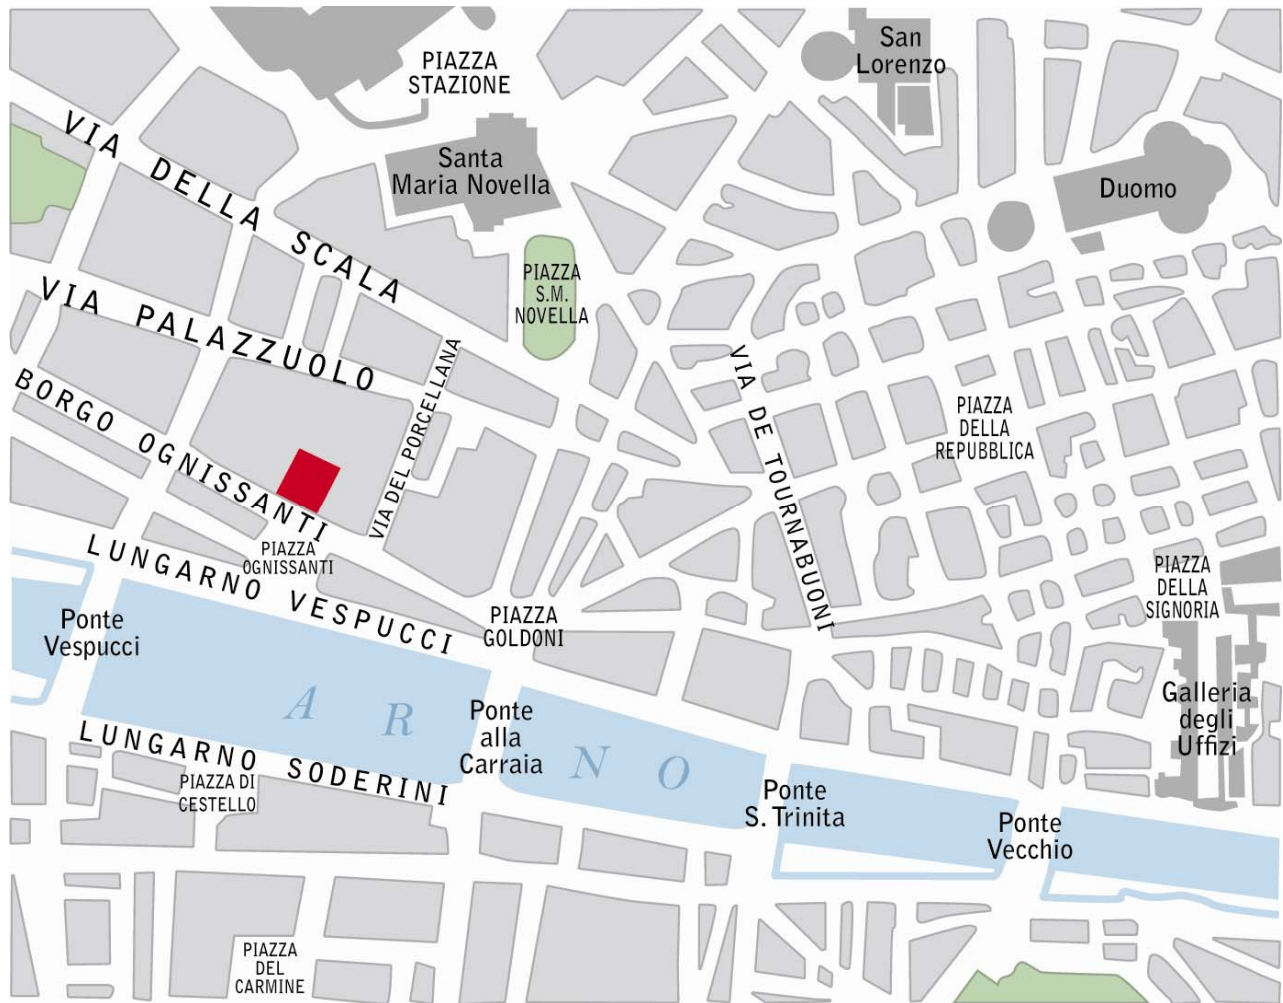 PIAZZA
STAZIONE
San
Lorenzo
VIA DELLA SCALA
Santa
Maria Novella
Duomo
PIAZZA
S.M.
NOVELLA
VIA PALAZZUOLO
VIA DEL PORCELLANA
VIA DE TOURNABUONI
BORGO OGNISSANTI
PIAZZA
DELLA
REPUBBLICA
PIAZZA
OGNISSANTI
LUNGARNO VESPUCCI
PIAZZA
DELLA
SIGNORIA
Ponte
Vespucci
PIAZZA
GOLDONI
ARNO
Ponte
alla
Carraia
Galleria
degli
Uffizi
LUNGARNO SODERINI
PIAZZA DI
CESTELLO
Ponte
S. Trinita
Ponte
Vecchio
PIAZZA
DEL
CARMINE